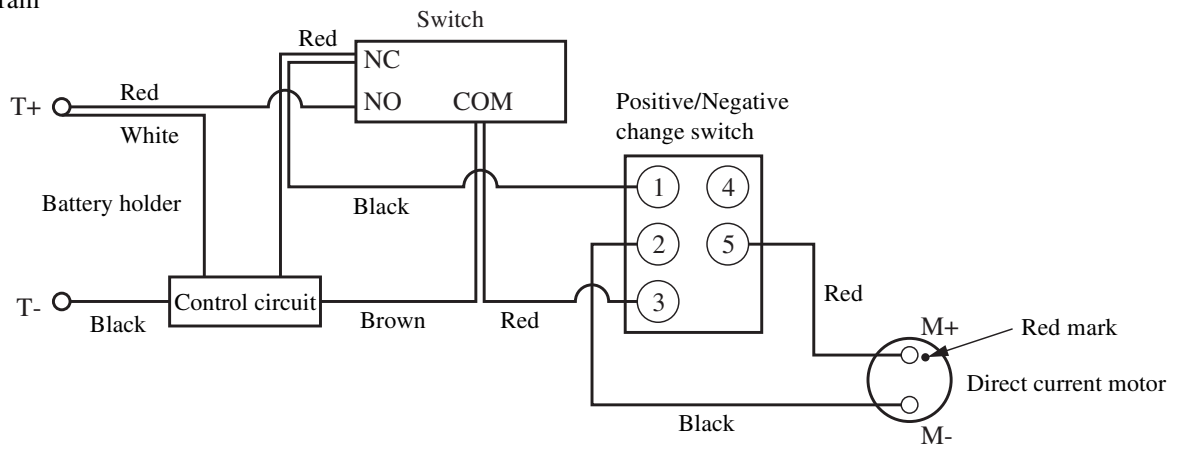 Switch
Red
NC
T+
Red
NO
COM
White
Positive/Negative
change switch
Battery holder
Black
1
4
2
5
3
T-
Black
Control circuit
Brown
Red
Red
M+
Red mark
Direct current motor
Black
M-